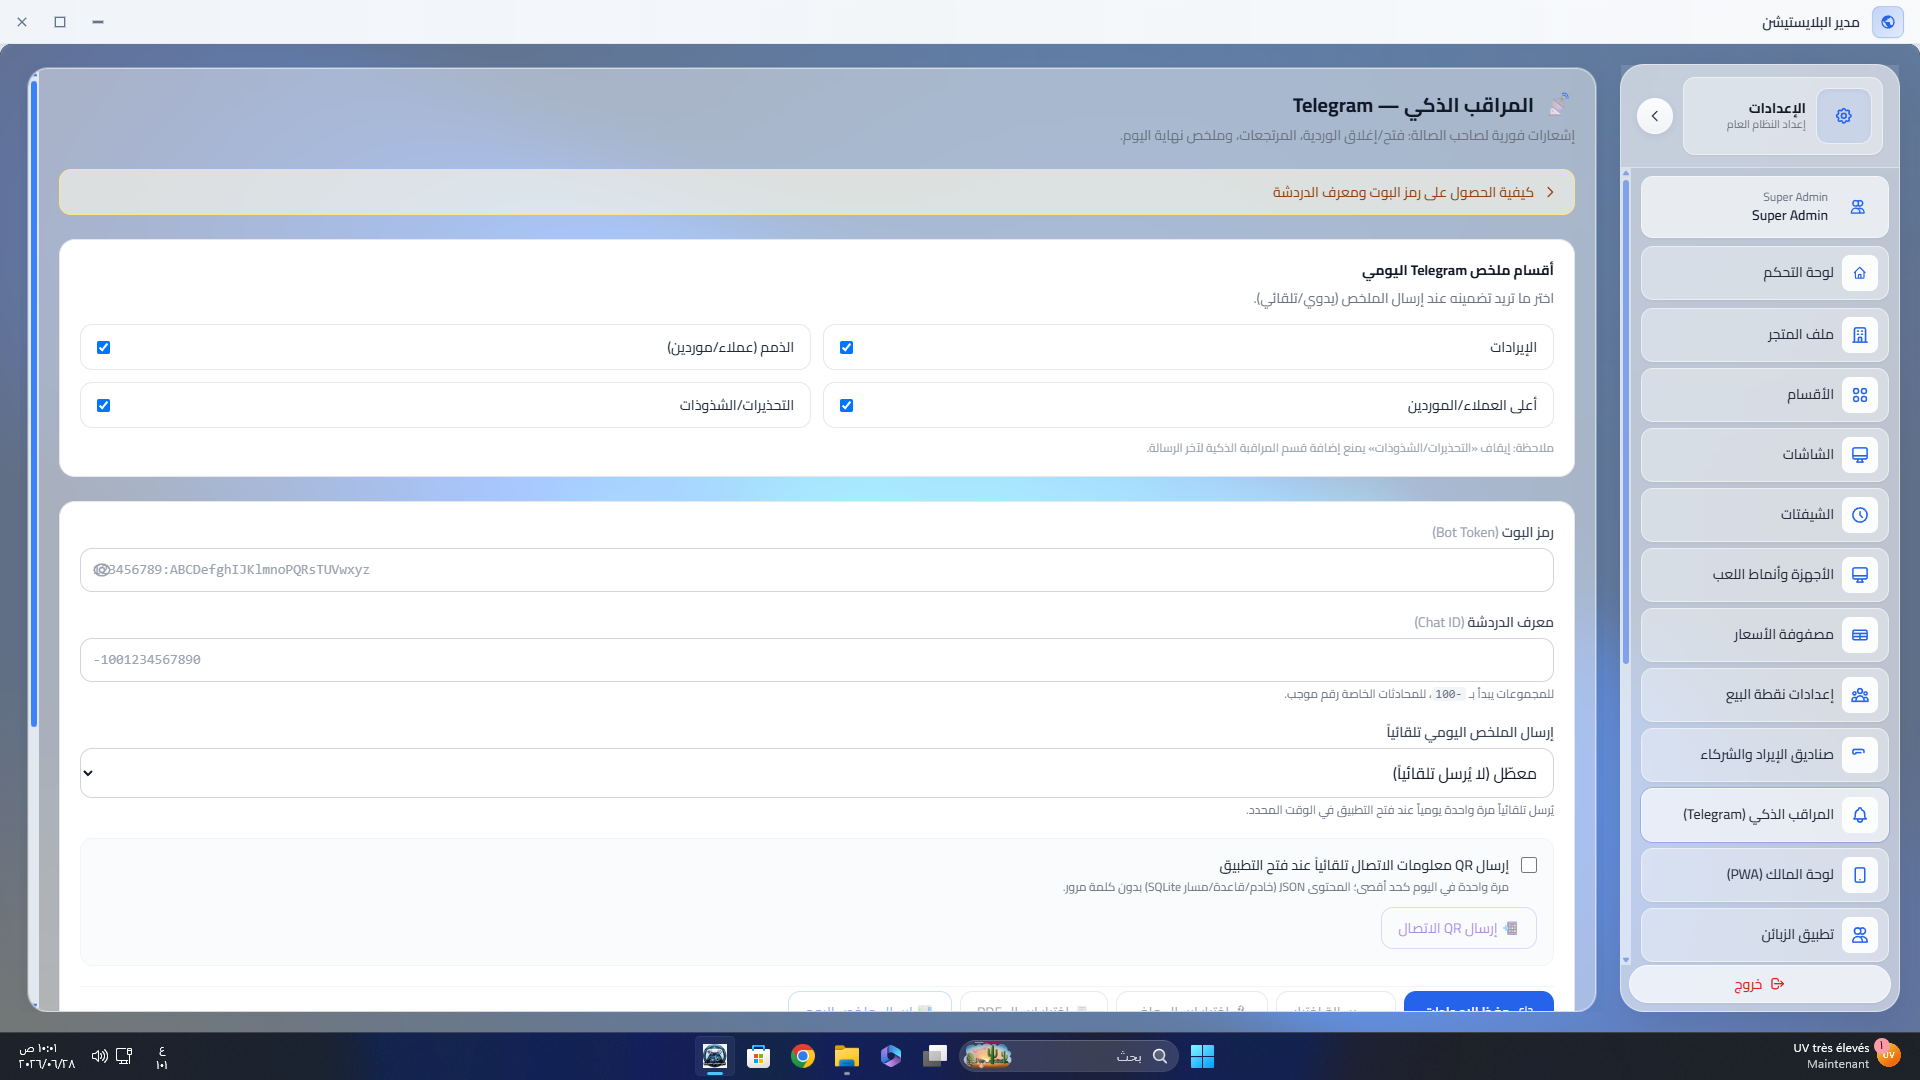 مدير البلايستيشن
الإعدادات
إعداد النظام العام
Super Admin
Super Admin
لوحة التحكم
ملف المتجر
الأقسام
الشاشات
الشيفتات
الأجهزة وأنماط اللعب
مصفوفة الأسعار
إعدادات نقطة البيع
صناديق الإيراد والشركاء
المراقب الذكي (Telegram)
لوحة المالك (PWA)
تطبيق الزبائن
خروج
المراقب الذكي — Telegram
إشعارات فورية لصاحب الصالة: فتح/إغلاق الوردية، المرتجعات، وملخص نهاية اليوم.
كيفية الحصول على رمز البوت ومعرف الدردشة
أقسام ملخص Telegram اليومي
اختر ما تريد تضمينه عند إرسال الملخص (يدوي/تلقائي).
الإيرادات
الذمم (عملاء/موردين)
أعلى العملاء/الموردين
التحذيرات/الشذوذات
ملاحظة: إيقاف «التحذيرات/الشذوذات» يمنع إضافة قسم المراقبة الذكية لآخر الرسالة.
رمز البوت (Bot Token)
3456789:ABCDefghIJKlmnoPQRsTUVwxyz
معرف الدردشة (Chat ID)
-1001234567890
للمجموعات يبدأ بـ -100، للمحادثات الخاصة رقم موجب.
إرسال الملخص اليومي تلقائياً
معطّل (لا يُرسل تلقائياً)
يُرسل تلقائياً مرة واحدة يومياً عند فتح التطبيق في الوقت المحدد.
إرسال QR معلومات الاتصال تلقائياً عند فتح التطبيق
مرة واحدة في اليوم كحد أقصى؛ المحتوى JSON (خادم/قاعدة/مسار SQLite) بدون كلمة مرور.
إرسال QR الاتصال
بحث
UV très élevés
Maintenant
1
UV
ع
١٠١
١٠:٠١ ص
٢٠٢٦/٠٦/٢٨